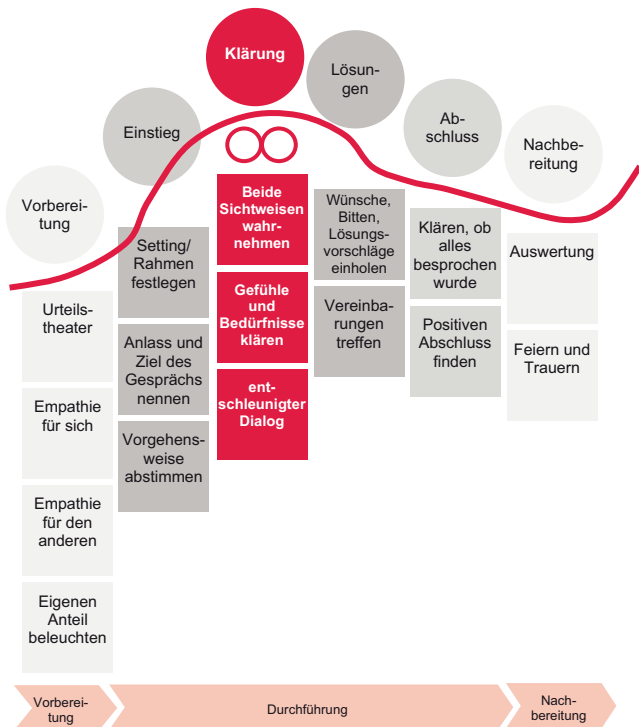 Vorberei-
tung
Einstieg
Klärung
Lösun-
gen
Ab-
schluss
Nachbe-
reitung
Urteils-
theater
Empathie
für sich
Empathie
für den
anderen
Eigenen
Anteil
beleuchten
Setting/
Rahmen
festlegen
Anlass und
Ziel des
Gesprächs
nennen
Vorgehens-
weise
abstimmen
Beide
Sichtweisen
wahr-
nehmen
Gefühle
und
Bedürfnisse
klären
ent-
schleunigter
Dialog
Wünsche,
Bitten,
Lösungs-
vorschläge
einholen
Vereinba-
rungen
treffen
Klären, ob
alles
besprochen
wurde
Positiven
Abschluss
finden
Auswertung
Feiern und
Trauern
Vorberei-
tung
Durchführung
Nach-
bereitung